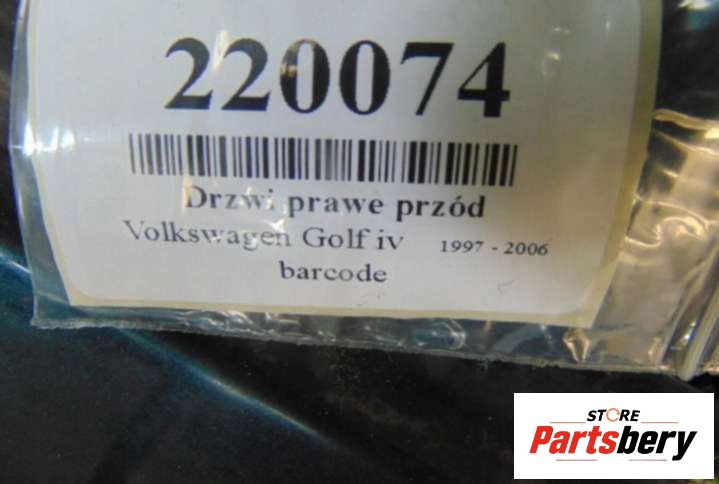 220074
Drzwi prawe przód
Volkswagen Golf iv 1997 - 2006
barcode
STORE
Partsbery